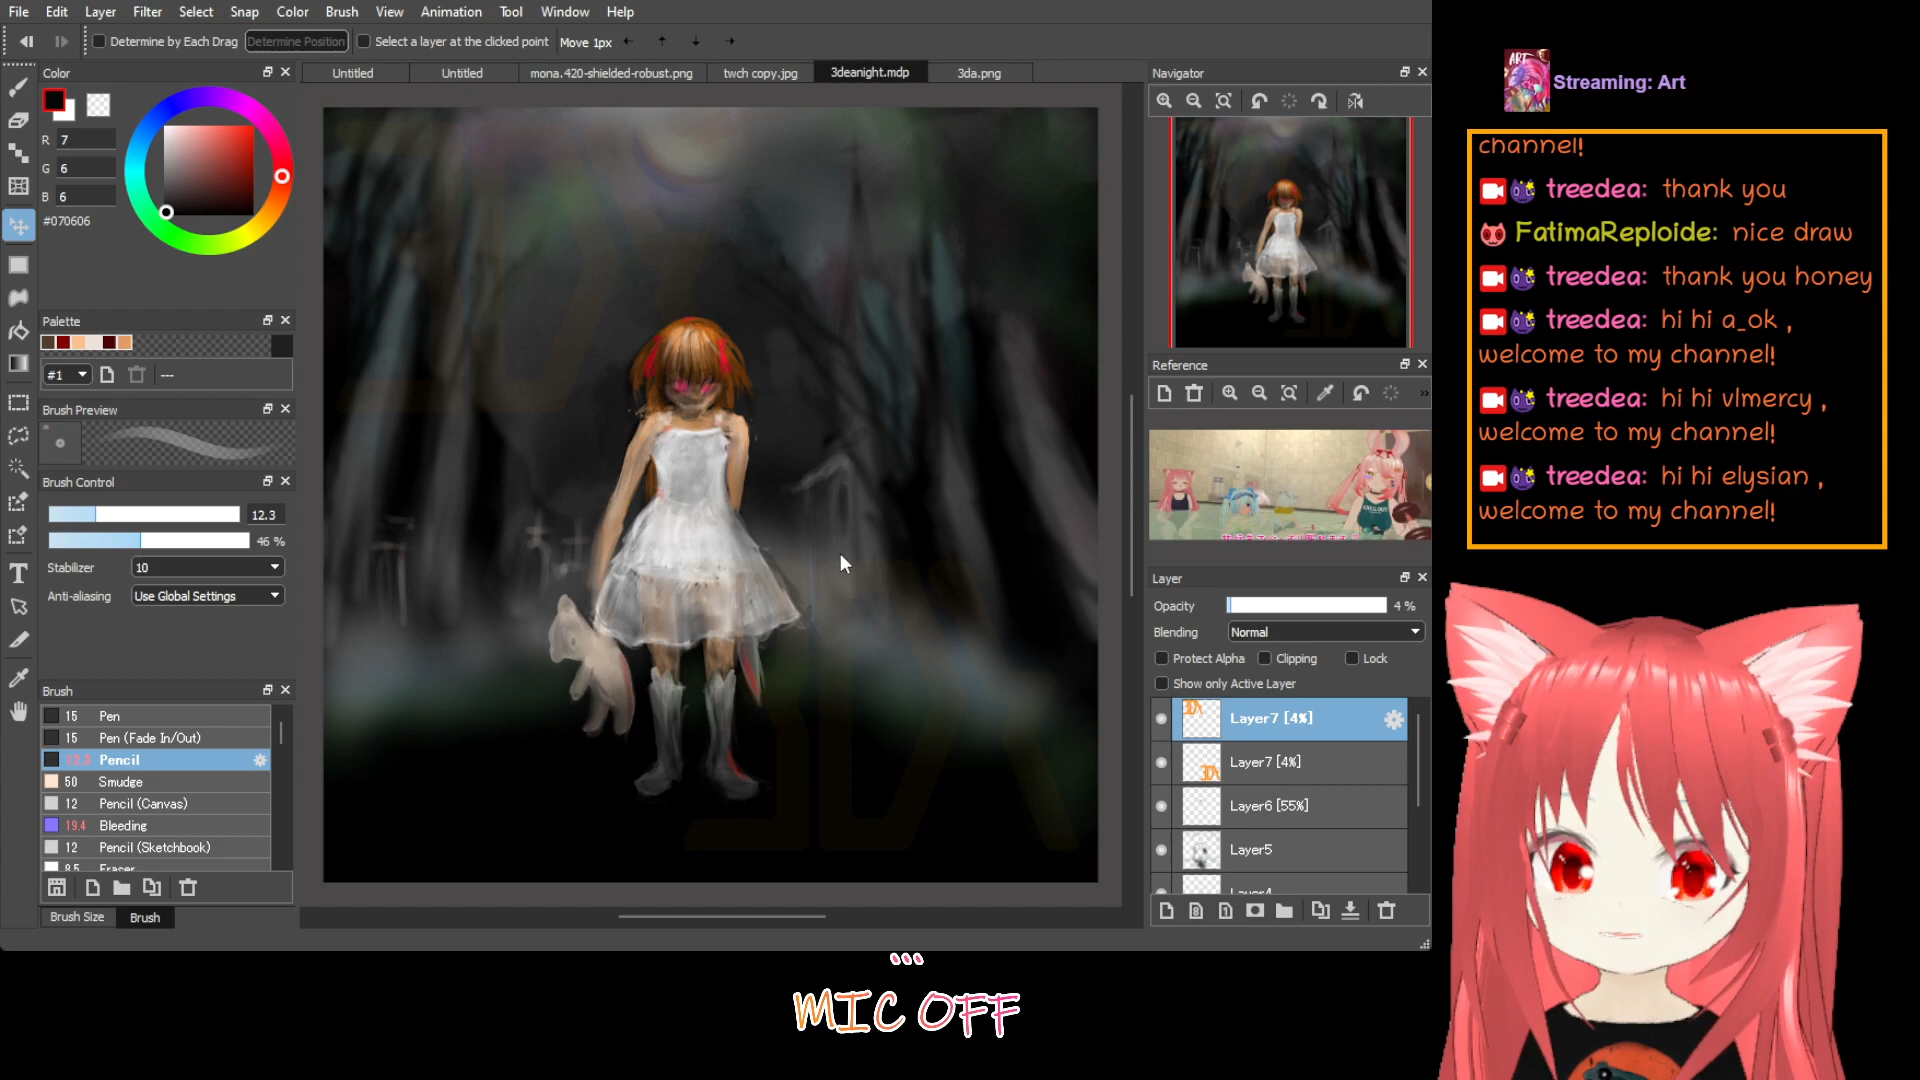 File Edit Layer Filter Select Snap Color Brush View Animation Tool Window Help
Determine by Each Drag Determine Position Select a layer at the clicked point Move 1px
Color
Untitled Untitled mona.420-shielded-robust.png twch copy.jpg 3deanight.mdp 3da.png
R 7
G 6
B 6
#070606
Palette
#1 ---
Brush Preview
Brush Control
12.3
46 %
Stabilizer 10
Anti-aliasing Use Global Settings
Brush
15 Pen
15 Pen (Fade In/Out)
Pencil
50 Smudge
12 Pencil (Canvas)
19.4 Bleeding
12 Pencil (Sketchbook)
8.5 Eraser
Brush Size Brush
Navigator
Reference
CHILL OUT
Layer
Opacity 4 %
Blending Normal
Protect Alpha Clipping Lock
Show only Active Layer
Layer7 [4%]
Layer7 [4%]
Layer6 [55%]
Layer5
Layer4
ART
Streaming: Art
channel!
treedea: thank you
FatimaReploide: nice draw
treedea: thank you honey
treedea: hi hi a_ok ,
welcome to my channel!
treedea: hi hi vlmercy ,
welcome to my channel!
treedea: hi hi elysian ,
welcome to my channel!
MIC OFF